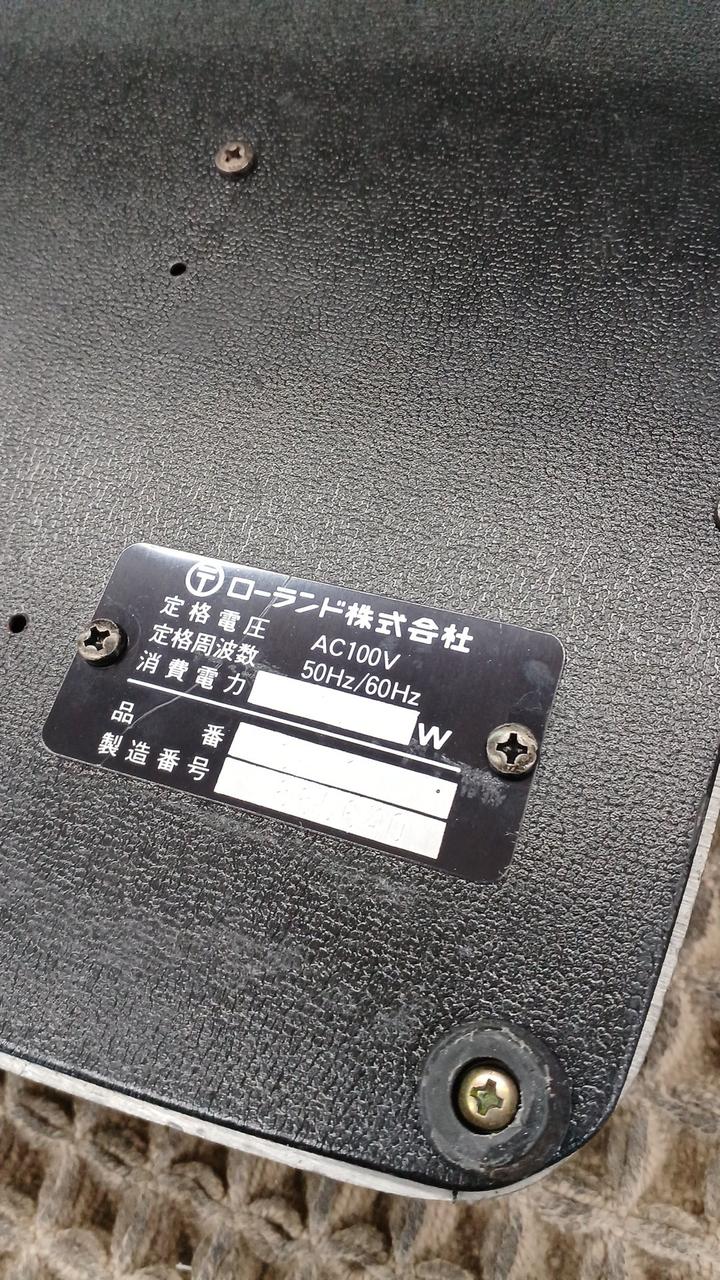 〒 ローランド株式会社
定格電圧 AC100V
定格周波数 50Hz/60Hz
消費電力 W
品番
製造番号